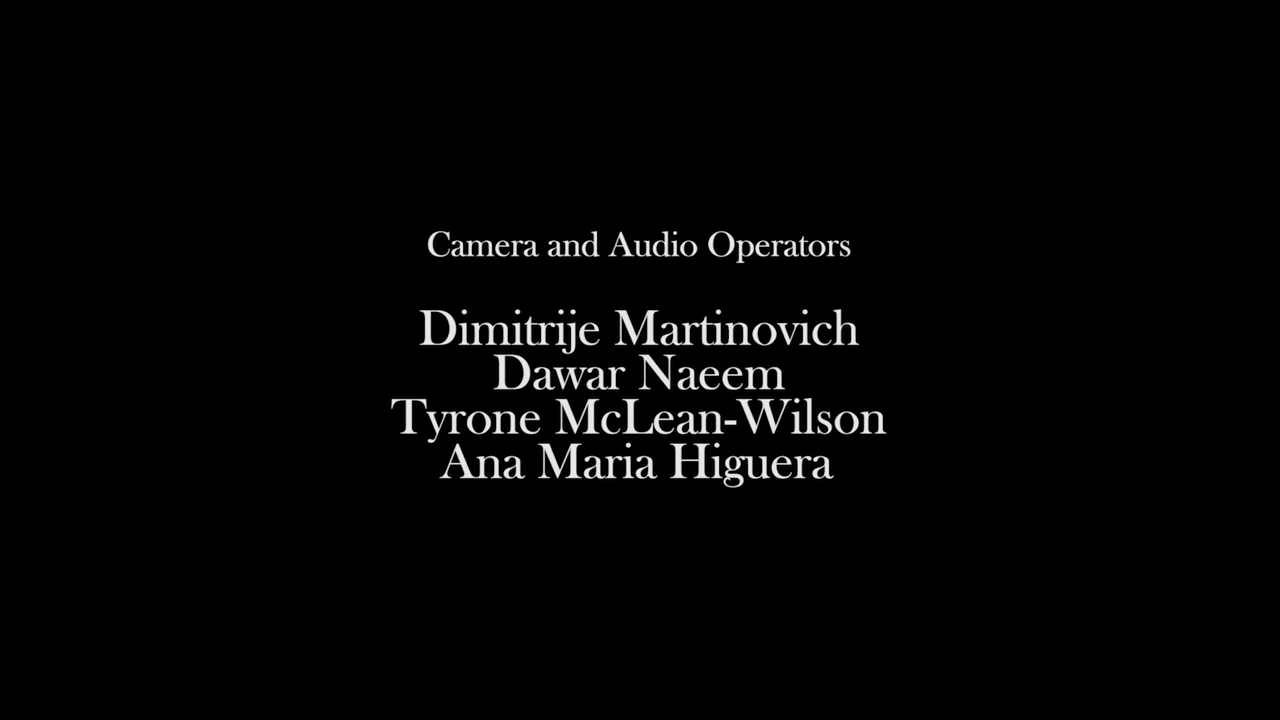 Camera and Audio Operators
Dimitrije Martinovich
Dawar Naeem
Tyrone McLean-Wilson
Ana Maria Higuera